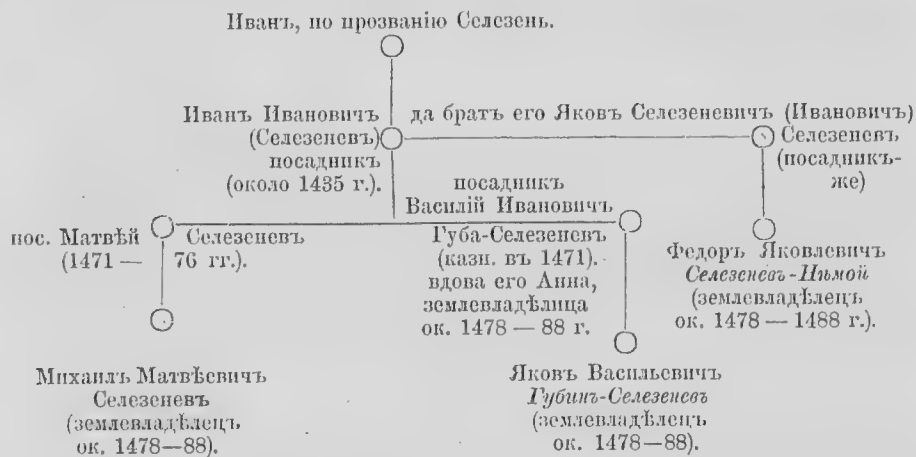 Иванъ, по прозванію Селезень.
Иванъ Ивановичъ
(Селезеневъ)
посадникъ
(около 1435 г.).
да братъ его Яковъ Селезеневичъ (Ивановичъ)
Селезеневъ
(посадникъ-
же)
пос. Матвѣй Селезеневъ
(1471 — 76 гг.).
посадникъ
Василій Ивановичъ
Губа-Селезеневъ
(казн. въ 1471).
вдова его Анна,
землевладѣлица
ок. 1478 — 88 г.
Федоръ Яковлевичъ
Селезеневъ-Нѣмой
(землевладѣлецъ
ок. 1478 — 1488 г.).
Михаилъ Матвѣевичъ
Селезеневъ
(землевладѣлецъ
ок. 1478—88).
Яковъ Васильевичъ
Губинъ-Селезеневъ
(землевладѣлецъ
ок. 1478—88).